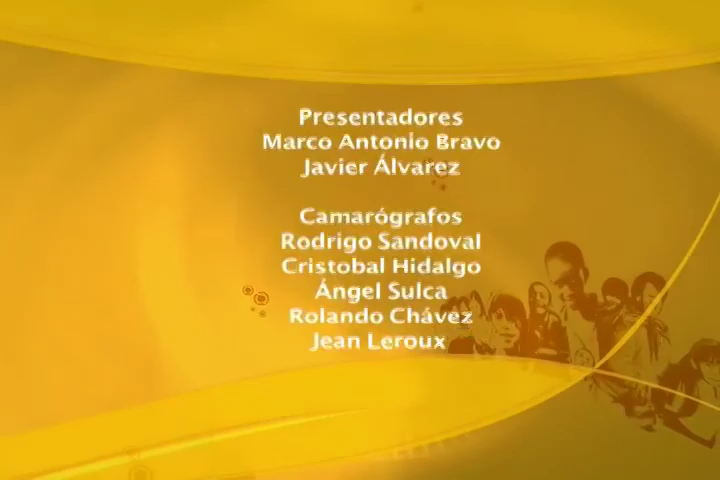 Presentadores
Marco Antonio Bravo
Javier Álvarez
Camarógrafos
Rodrigo Sandoval
Cristobal Hidalgo
Ángel Sulca
Rolando Chávez
Jean Leroux